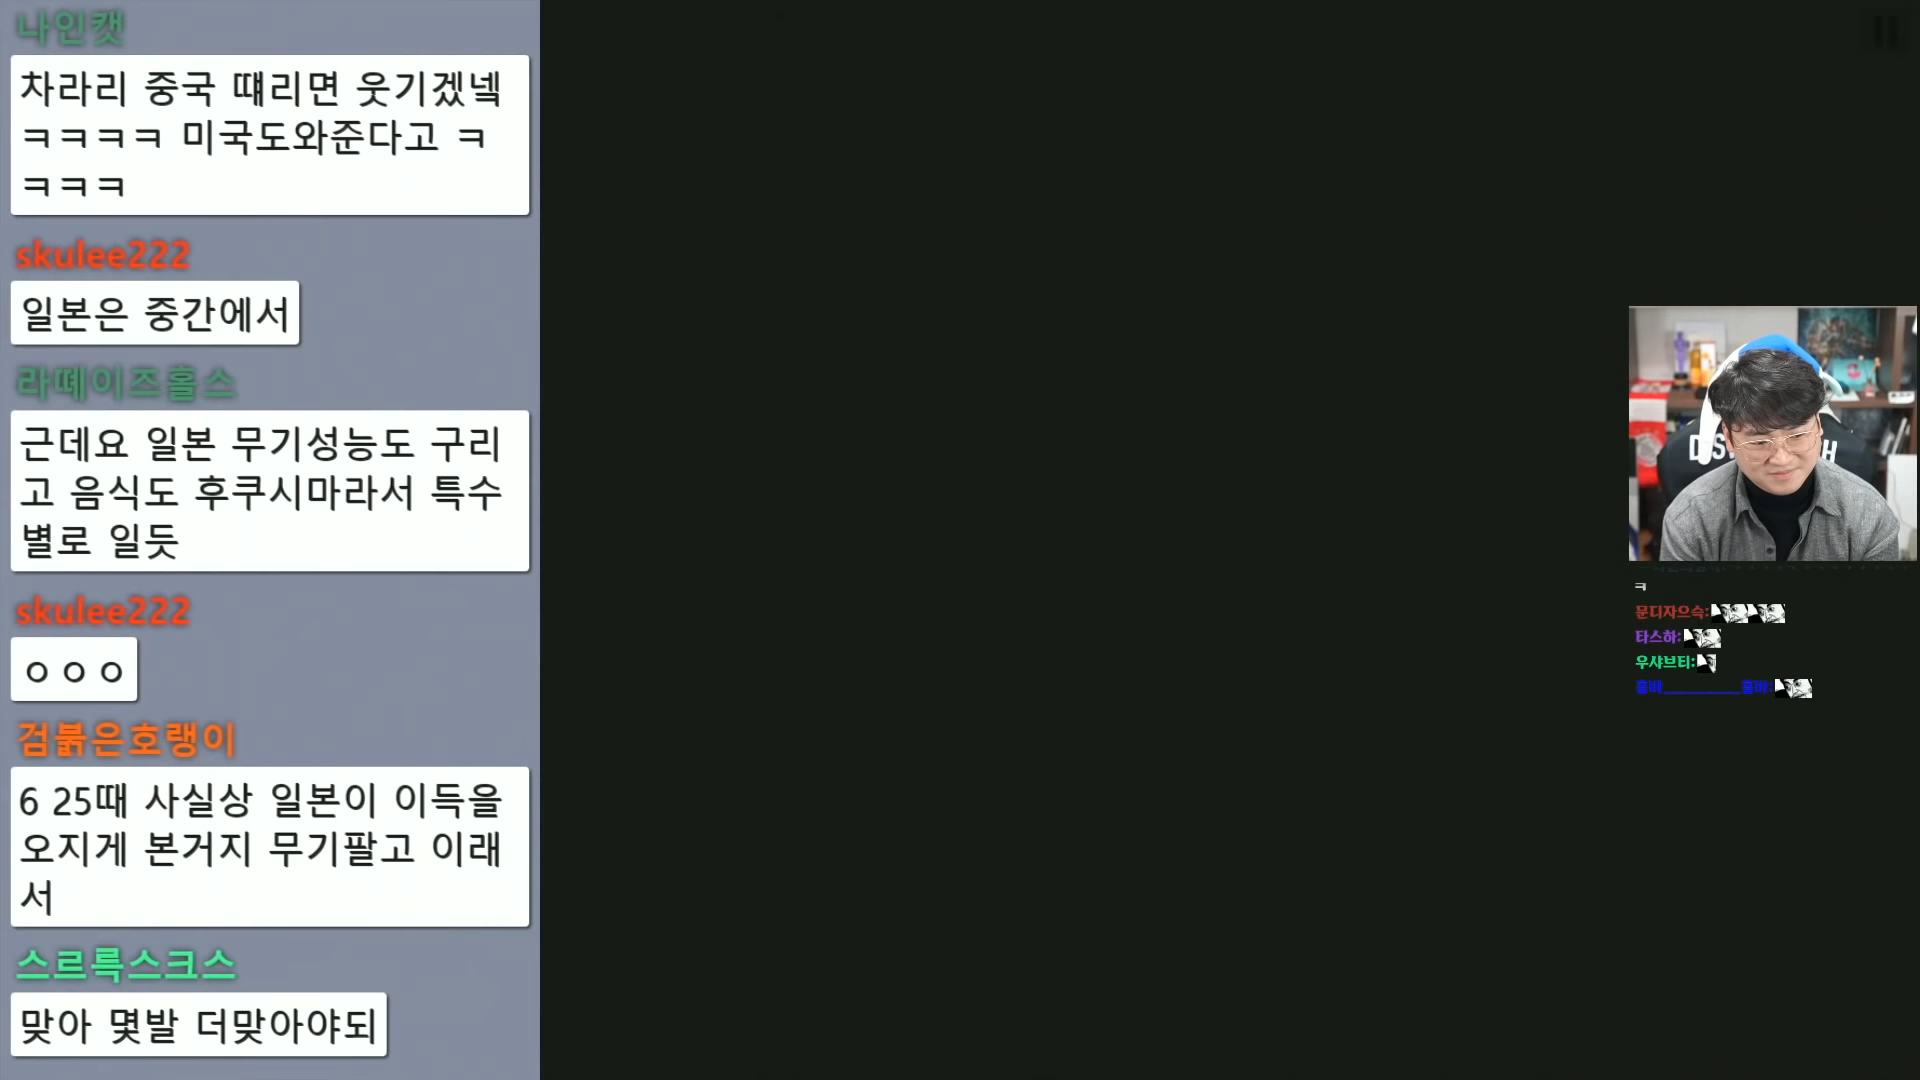 나인캣
차라리 중국 떄리면 웃기겠넼
ㅋㅋㅋㅋ 미국도와준다고 ㅋ
ㅋㅋㅋ
skulee222
일본은 중간에서
라떼이즈홀스
근데요 일본 무기성능도 구리
고 음식도 후쿠시마라서 특수
별로 일듯
skulee222
ㅇㅇㅇ
검붉은호랭이
6 25때 사실상 일본이 이득을
오지게 본거지 무기팔고 이래
서
스르륵스크스
맞아 몇발 더맞아야되
ㅋ
문디자으슥:
타스하:
우샤브티: